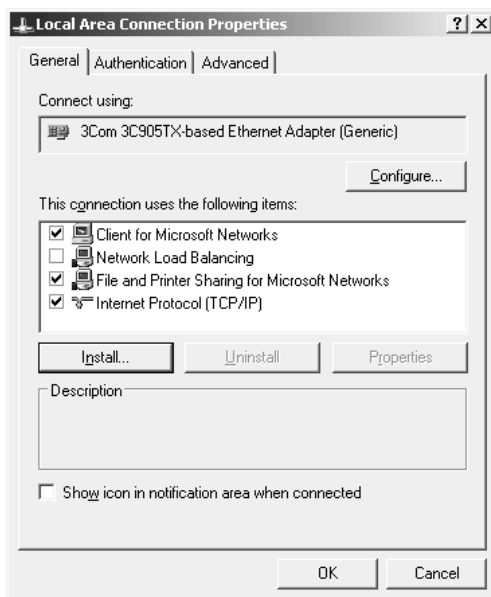 Local Area Connection Properties
General Authentication Advanced
Connect using:
3Com 3C905TX-based Ethernet Adapter (Generic)
Configure...
This connection uses the following items:
Client for Microsoft Networks
Network Load Balancing
File and Printer Sharing for Microsoft Networks
Internet Protocol (TCP/IP)
Install... Uninstall Properties
Description
Show icon in notification area when connected
OK Cancel